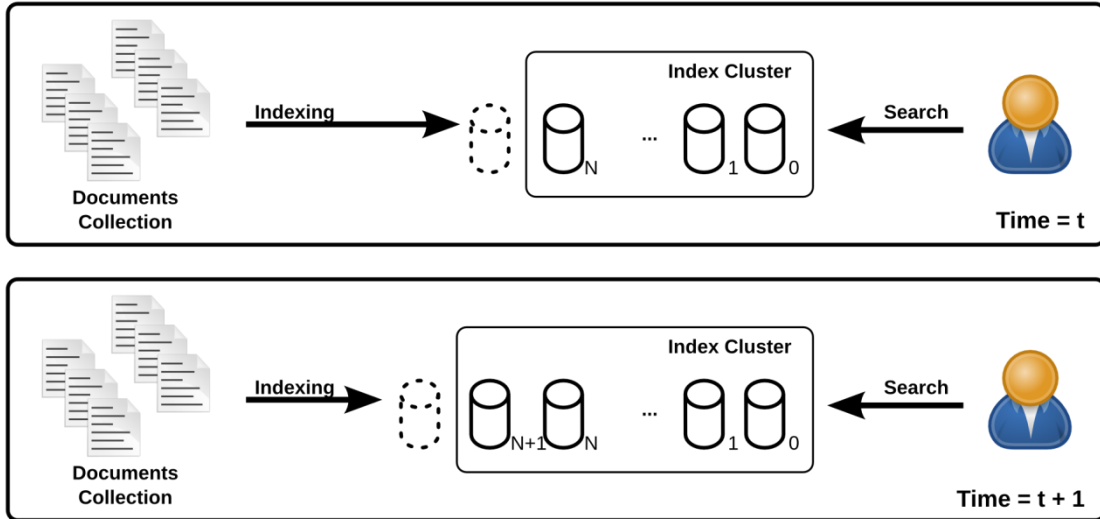 Index Cluster
Indexing
Search
N
...
1
0
Documents
Collection
Time = t
Index Cluster
Indexing
Search
N+1
N
...
1
0
Documents
Collection
Time = t + 1